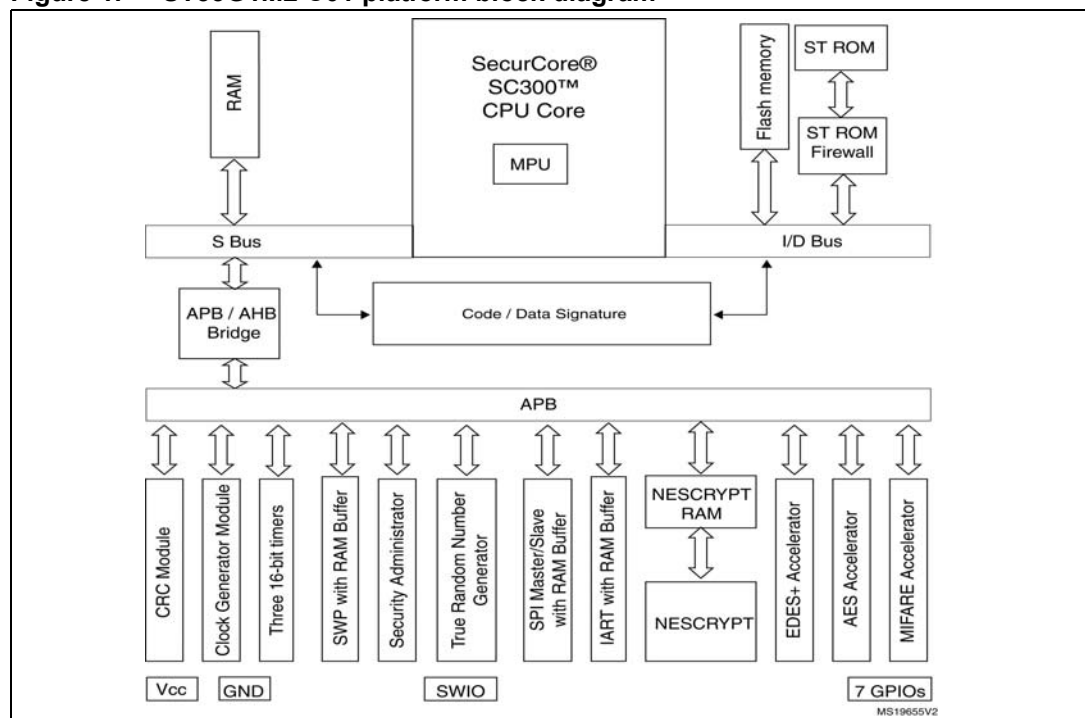 RAM
SecurCore®
SC300™
CPU Core
MPU
Flash memory
ST ROM
ST ROM
Firewall
S Bus
I/D Bus
APB / AHB
Bridge
Code / Data Signature
APB
CRC Module
Clock Generator Module
Three 16-bit timers
SWP with RAM Buffer
Security Administrator
True Random Number
Generator
SPI Master/Slave
with RAM Buffer
IART with RAM Buffer
NESCRYPT
RAM
NESCRYPT
EDES+ Accelerator
AES Accelerator
MIFARE Accelerator
Vcc
GND
SWIO
7 GPIOs
MS19655V2